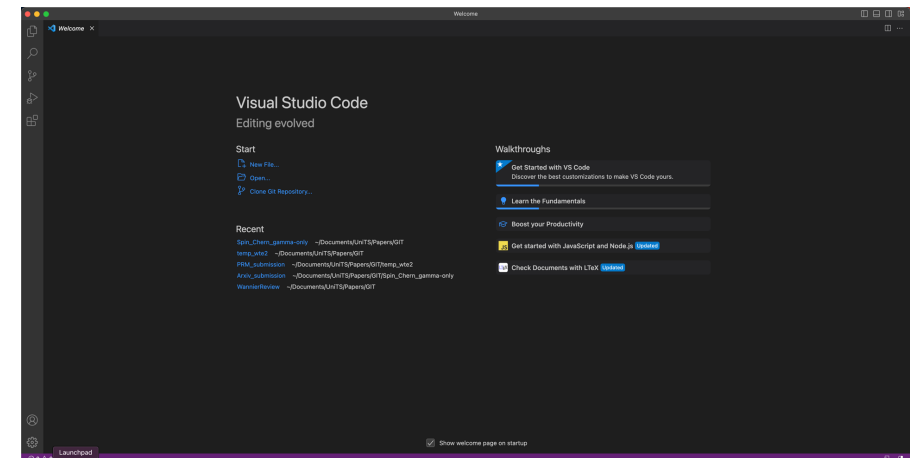 Welcome
Welcome
Visual Studio Code
Editing evolved
Start
New File...
Open...
Clone Git Repository...
Recent
Spin_Chern_gamma-only ~/Documents/UniTS/Papers/GIT
temp_wte2 ~/Documents/UniTS/Papers/GIT
PRM_submission ~/Documents/UniTS/Papers/GIT/temp_wte2
Arxiv_submission ~/Documents/UniTS/Papers/GIT/Spin_Chern_gamma-only
WannierReview ~/Documents/UniTS/Papers/GIT
Walkthroughs
Get Started with VS Code
Discover the best customizations to make VS Code yours.
Learn the Fundamentals
Boost your Productivity
Get started with JavaScript and Node.js Updated
Check Documents with LTeX Updated
Show welcome page on startup
Launchpad